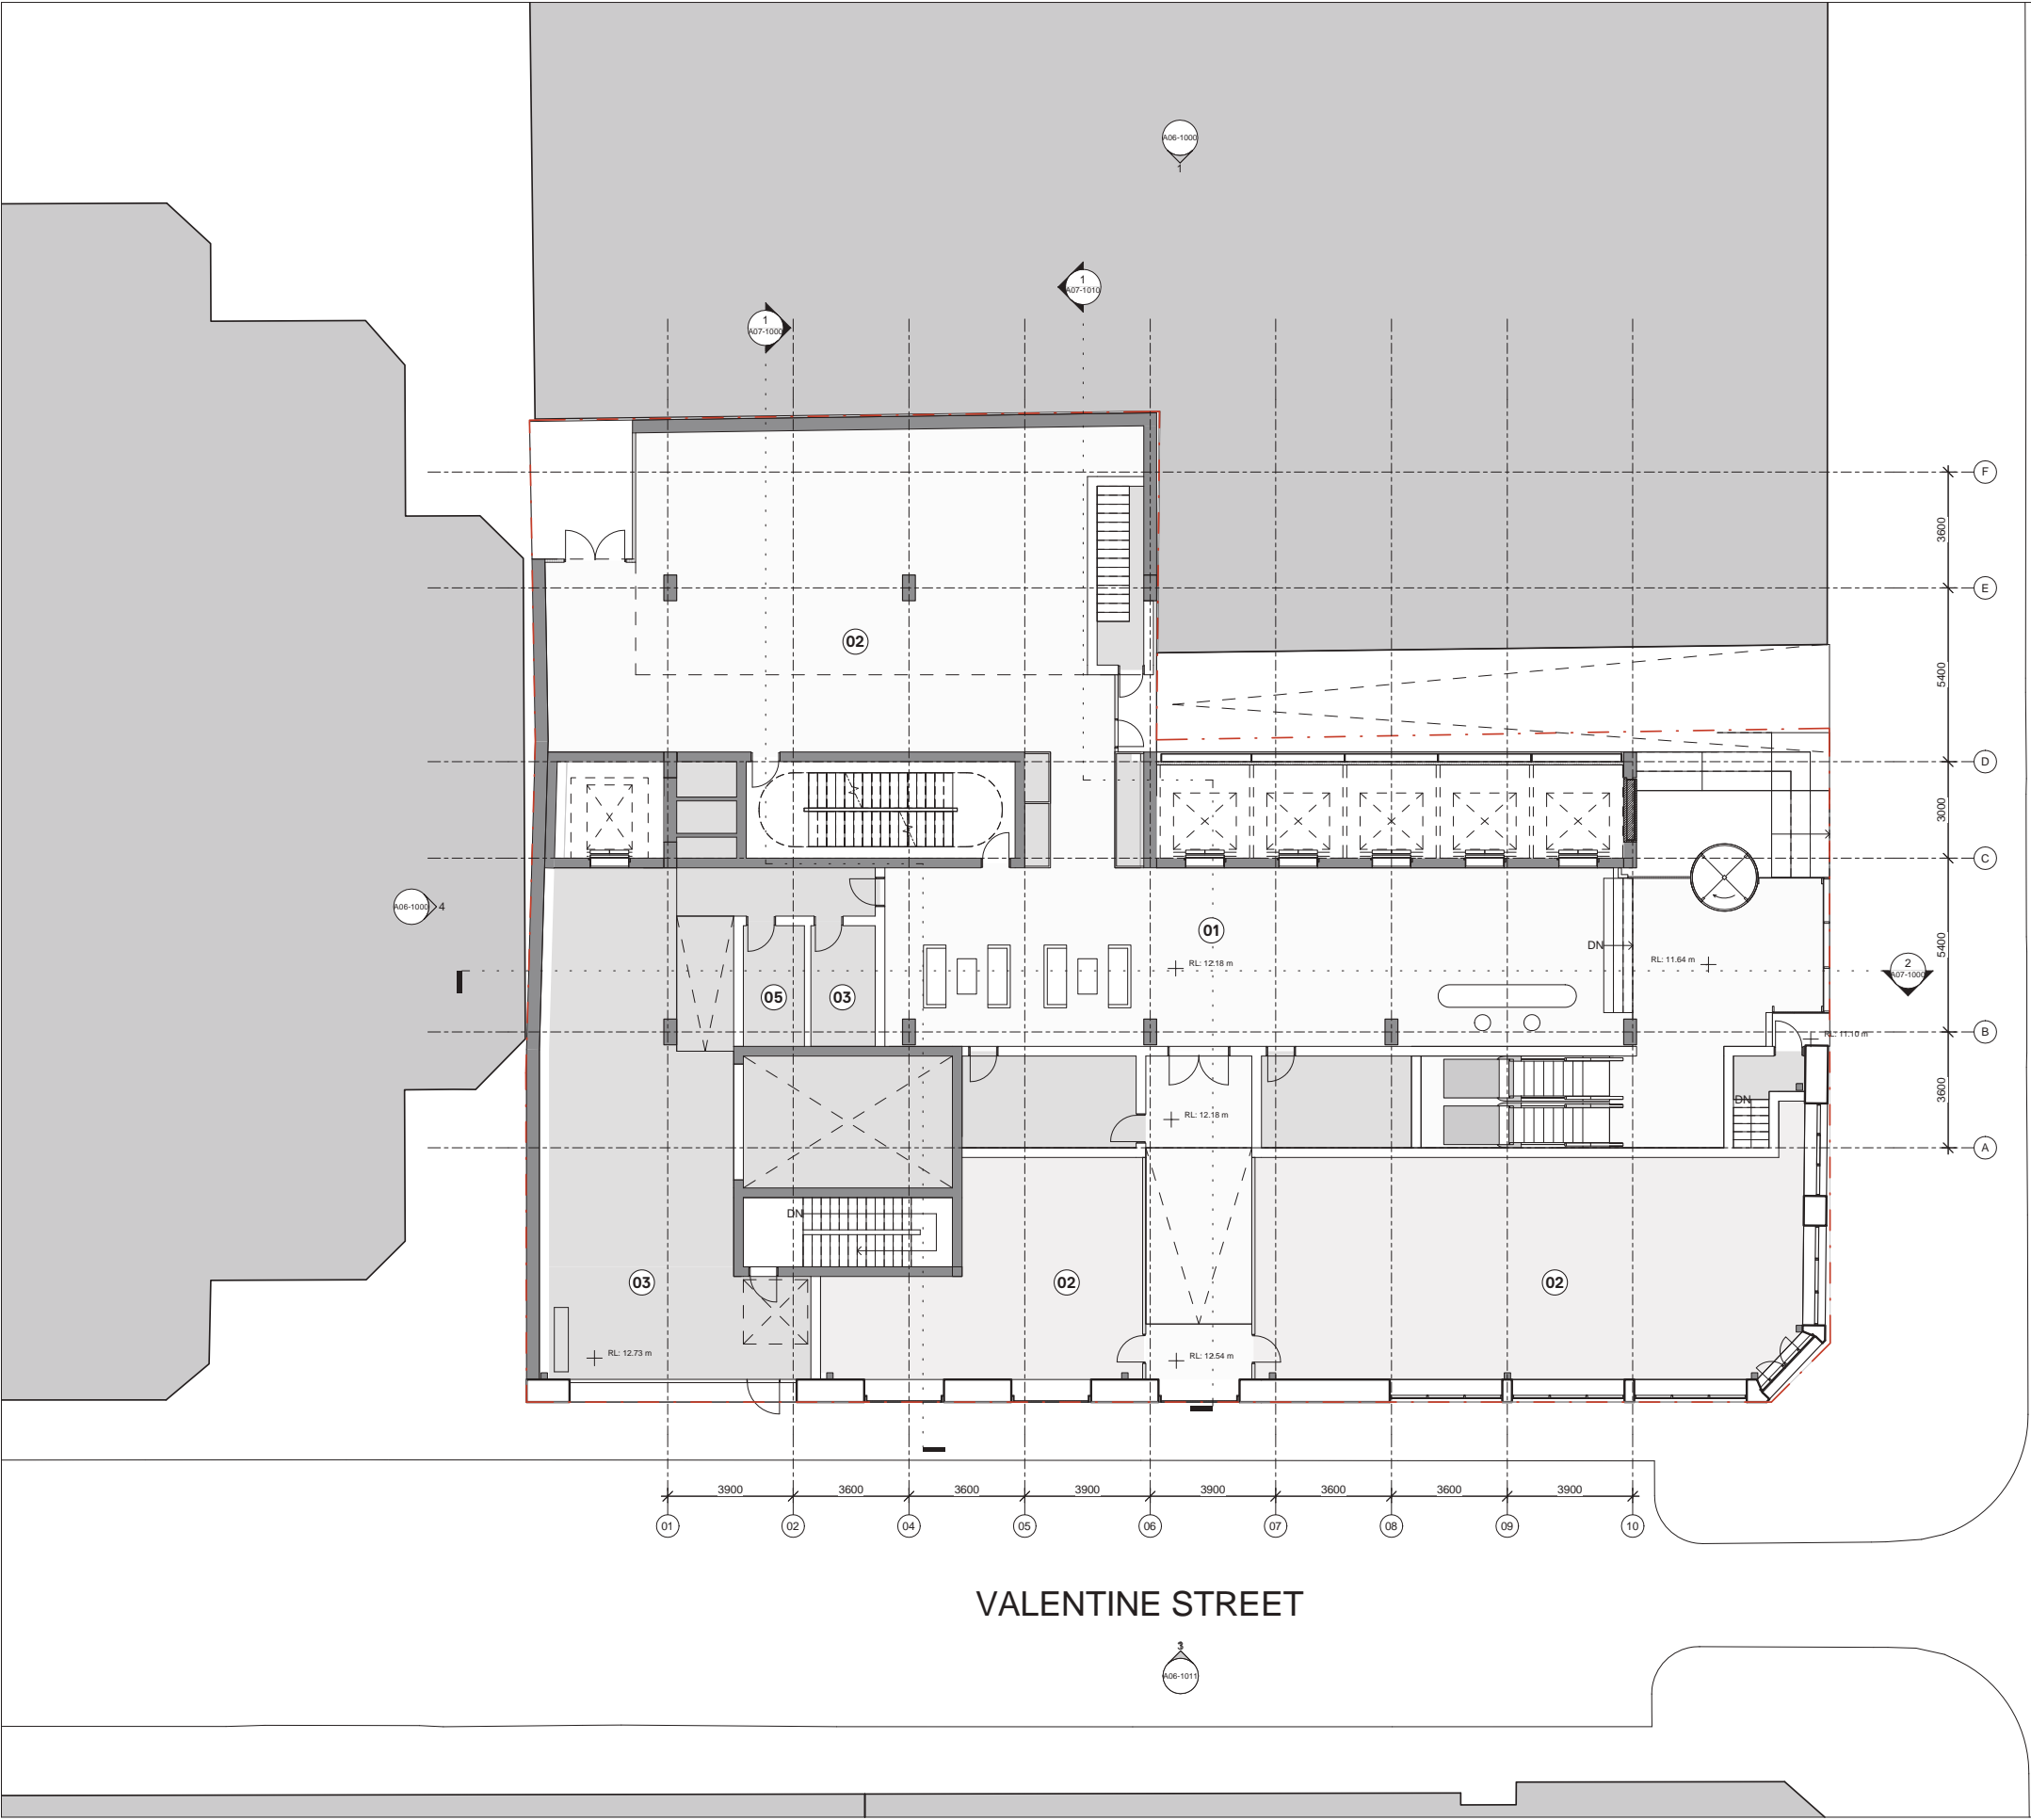 A06-1000
1
1
A07-1010
1
A07-1000
F
3600
E
02
5400
D
3000
C
A06-1000 4
01
DN
5400
RL: 12.18 m
RL: 11.64 m
2
A07-1000
05
03
B
RL: 11.10 m
3600
DN
RL: 12.18 m
A
DN
03
02
02
RL: 12.73 m
RL: 12.54 m
3900
3600
3600
3900
3900
3600
3600
3900
01
02
04
05
06
07
08
09
10
VALENTINE STREET
3
A06-1011